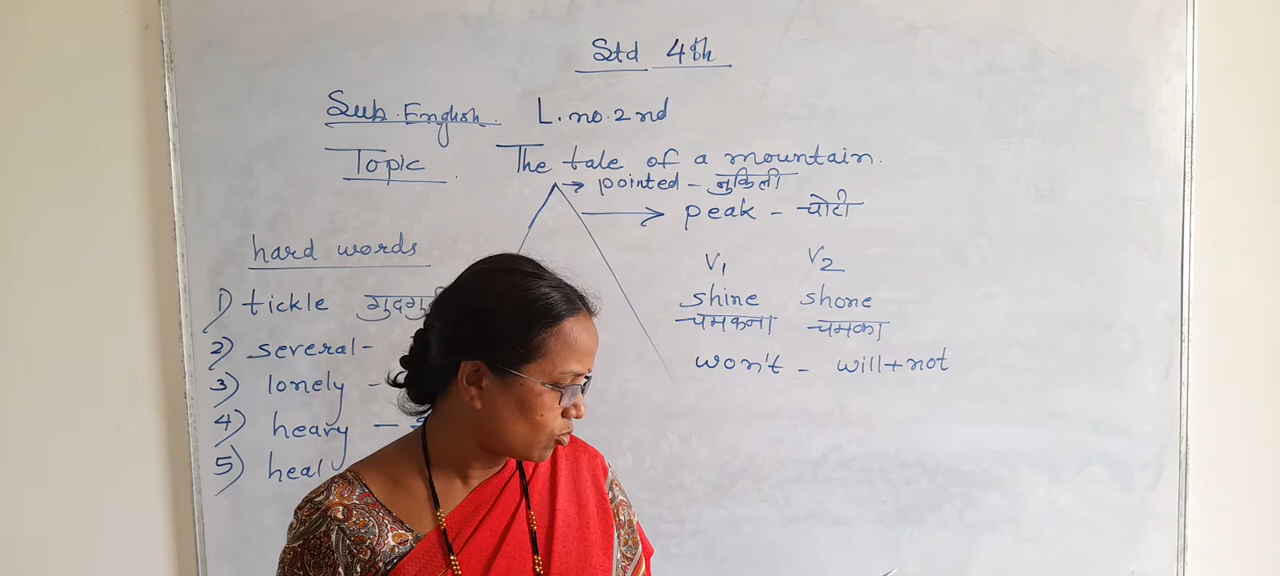 Std 4th
Sub. English. L. no. 2nd
Topic. The tale of a mountain.
→ pointed – नुकिली
→ peak – चोटी
hard words
1) tickle
2) several –
3) lonely –
4) heavy –
5) heal
V1 V2
shine shone
चमकना चमका
won't – will + not